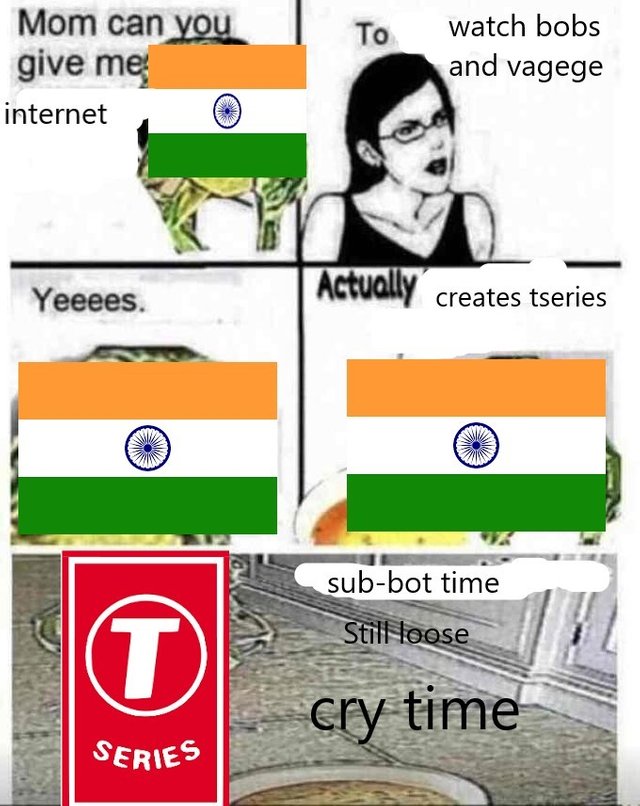 Mom can you
give me
internet
To
watch bobs
and vagege
Yeeees.
Actually
creates tseries
T
SERIES
sub-bot time
Still loose
cry time